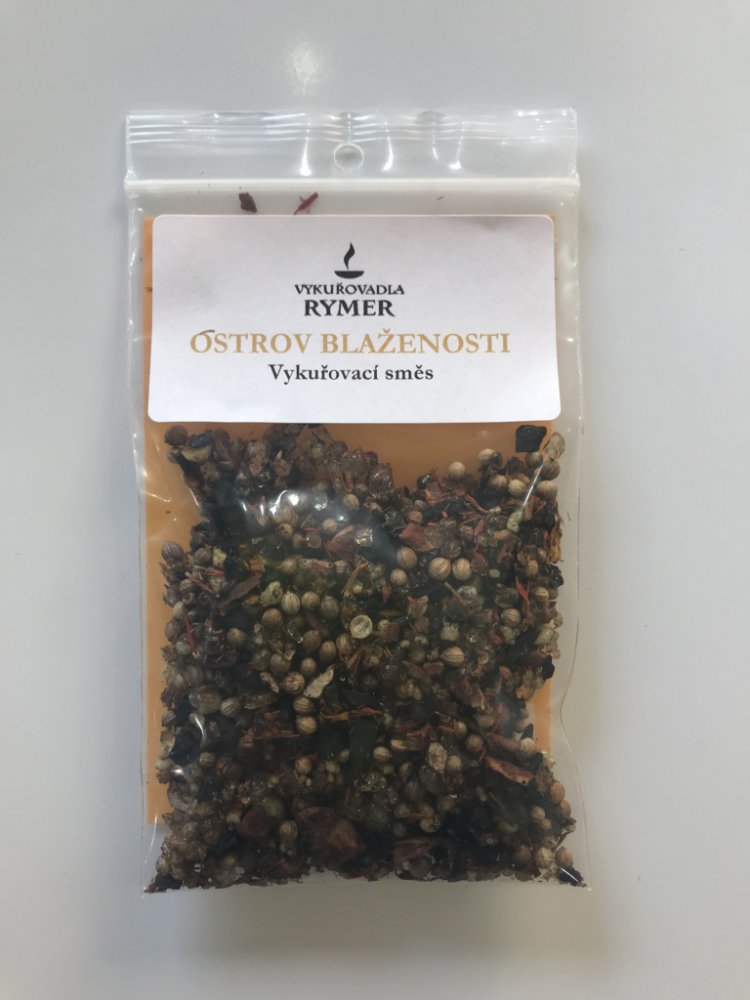 VYKUŘOVADLA
RYMER
OSTROV BLAŽENOSTI
Vykuřovací směs